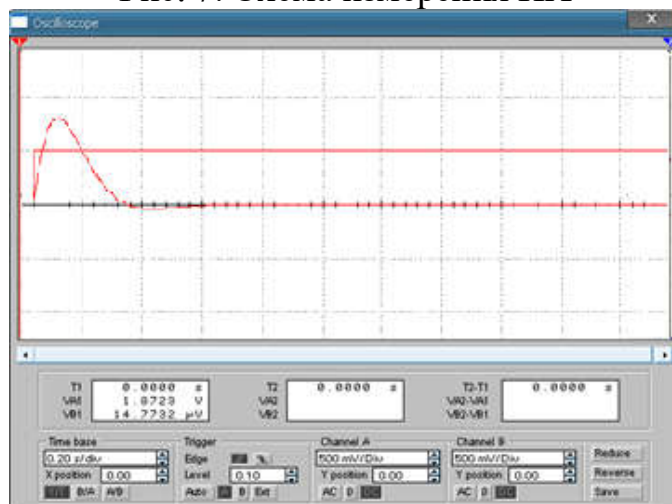 Oscilloscope X
T1 0.0000 s T2 0.0000 s T2-T1 0.0000 s
VA1 1.8723 V VA2 VA2-VA1
VB1 14.7732 µV VB2 VB2-VB1
Time base Trigger Channel A Channel B
0.20 s/div Edge 500 mV/Div 500 mV/Div Reduce
X position 0.00 Level 0.10 Y position 0.00 Y position 0.00 Reverse
B/A A/B Auto A B Ext AC 0 AC 0 Save